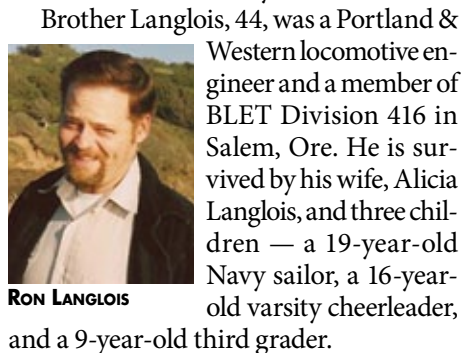 Brother Langlois, 44, was a Portland &
Western locomotive en-
gineer and a member of
BLET Division 416 in
Salem, Ore. He is sur-
vived by his wife, Alicia
Langlois, and three chil-
dren — a 19-year-old
Navy sailor, a 16-year-
old varsity cheerleader,
RON LANGLOIS
and a 9-year-old third grader.